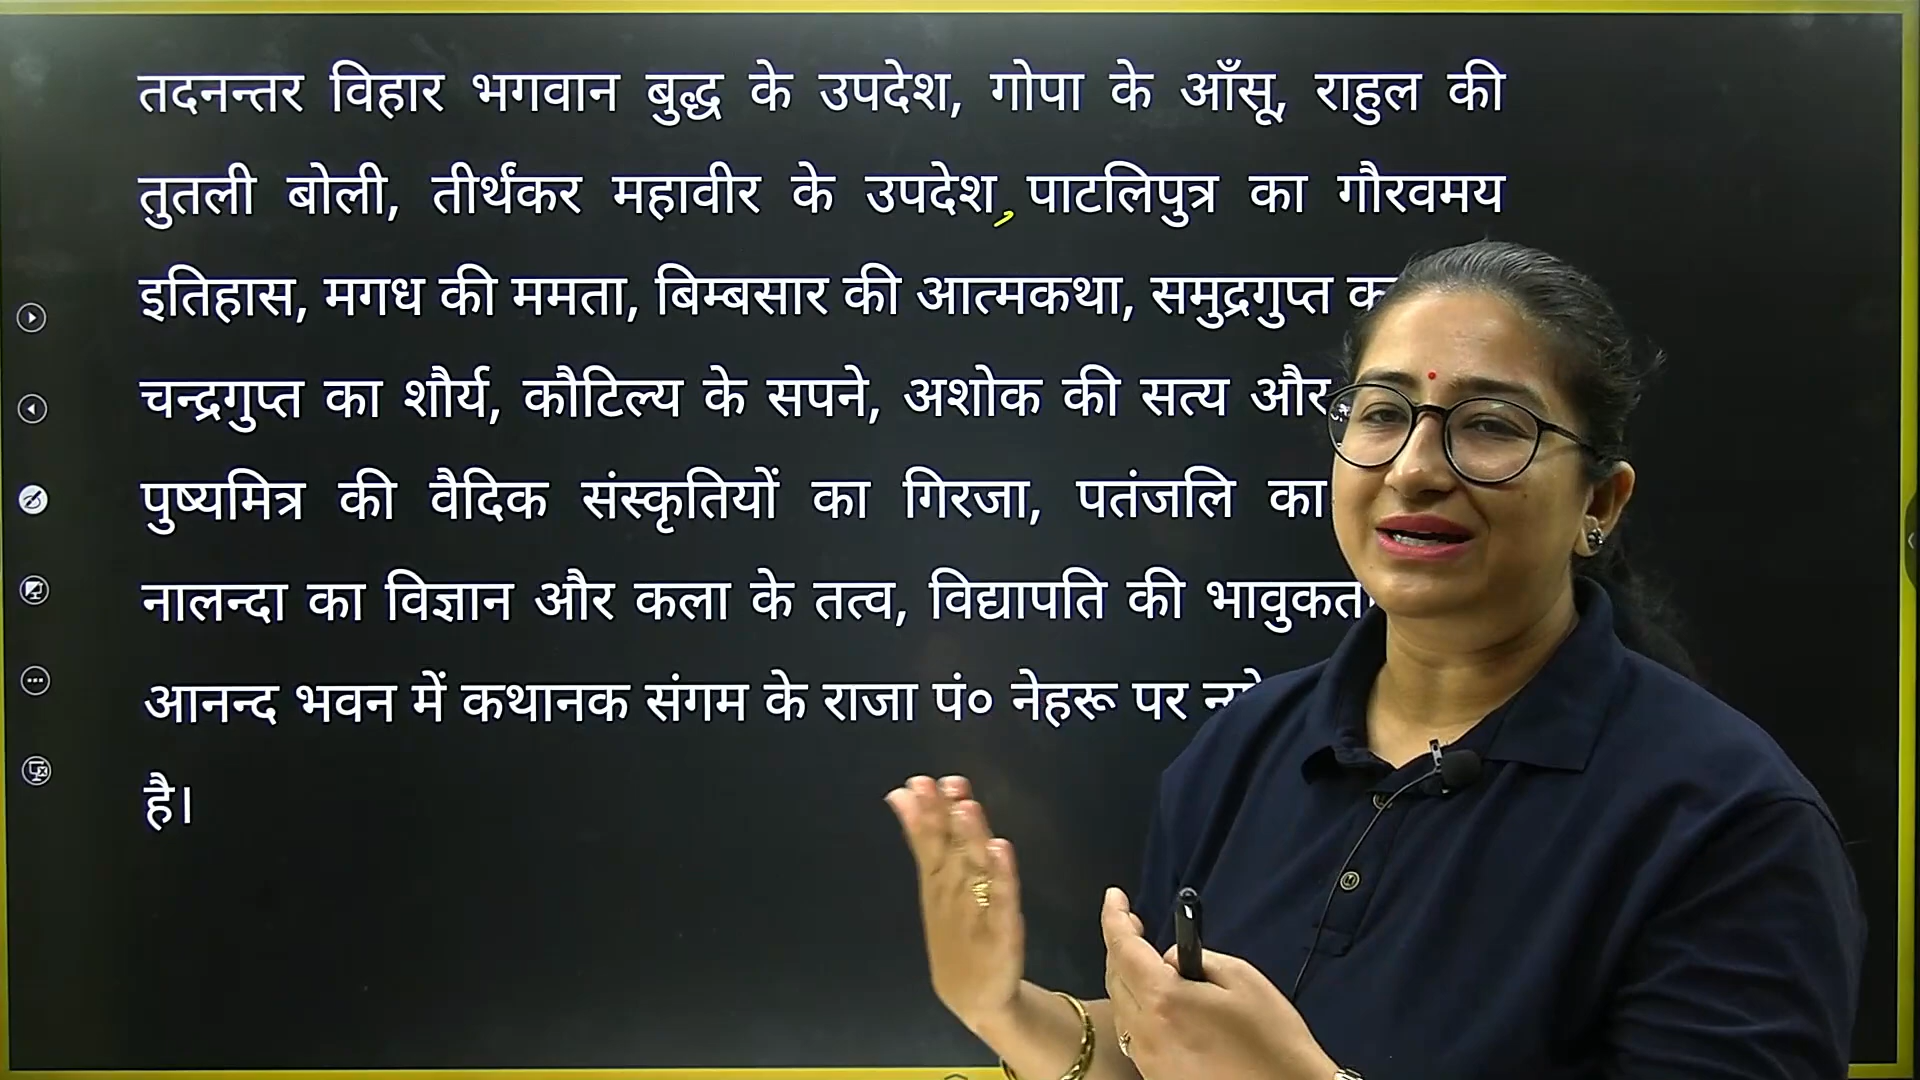 तदनन्तर विहार भगवान बुद्ध के उपदेश, गोपा के आँसू, राहुल की
तुतली बोली, तीर्थंकर महावीर के उपदेश, पाटलिपुत्र का गौरवमय
इतिहास, मगध की ममता, बिम्बसार की आत्मकथा, समुद्रगुप्त
चन्द्रगुप्त का शौर्य, कौटिल्य के सपने, अशोक की सत्य और
पुष्यमित्र की वैदिक संस्कृतियों का गिरजा, पतंजलि का
नालन्दा का विज्ञान और कला के तत्व, विद्यापति की
आनन्द भवन में कथानक संगम के राजा पं० नेहरू पर
है।